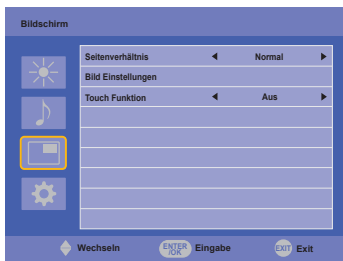 Bildschirm
Seitenverhältnis Normal
Bild Einstellungen
Touch Funktion Aus
Wechseln ENTER /OK Eingabe EXIT Exit